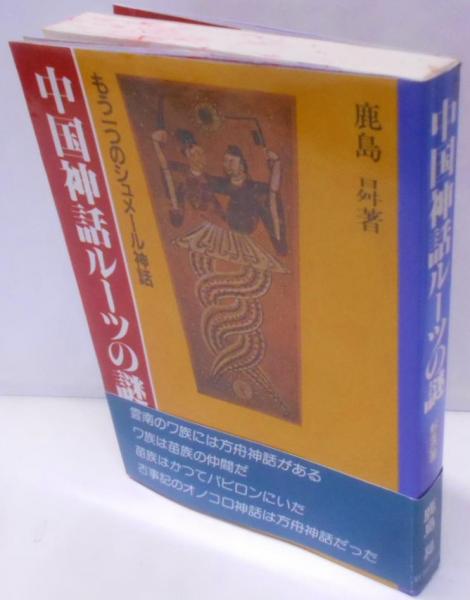 中国神話ルーツの謎
もう一つのシュメール神話
鹿島 曻著
雲南のワ族には方舟神話がある
ワ族は苗族の仲間だ
苗族はかつてバビロンにいた
古事記のオノコロ神話は方舟神話だった
中国神話ルーツの謎
鹿島 曻